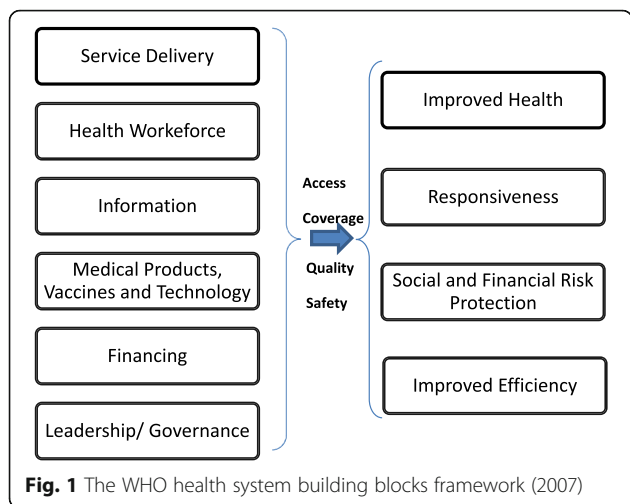 Service Delivery
Health Workeforce
Information
Medical Products,
Vaccines and Technology
Financing
Leadership/ Governance
Access
Coverage
Quality
Safety
Improved Health
Responsiveness
Social and Financial Risk
Protection
Improved Efficiency
Fig. 1 The WHO health system building blocks framework (2007)